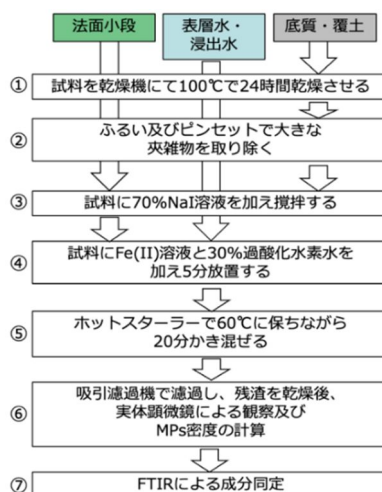 法面小段
表層水・
浸出水
底質・覆土
①
試料を乾燥機にて100℃で24時間乾燥させる
②
ふるい及びピンセットで大きな
夾雑物を取り除く
③
試料に70%NaI溶液を加え撹拌する
④
試料にFe(II)溶液と30%過酸化水素水を
加え5分放置する
⑤
ホットスターラーで60℃に保ちながら
20分かき混ぜる
⑥
吸引濾過機で濾過し、残渣を乾燥後、
実体顕微鏡による観察及び
MPs密度の計算
⑦
FTIRによる成分同定